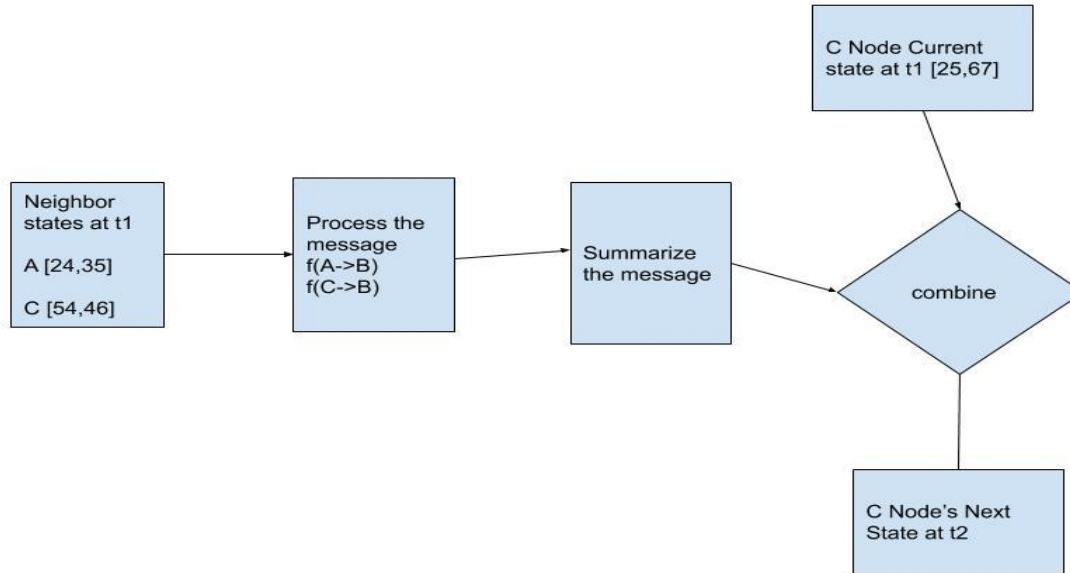 C Node Current
state at t1 [25,67]
Neighbor
states at t1
A [24,35]
C [54,46]
Process the
message
f(A->B)
f(C->B)
Summarize
the message
combine
C Node’s Next
State at t2